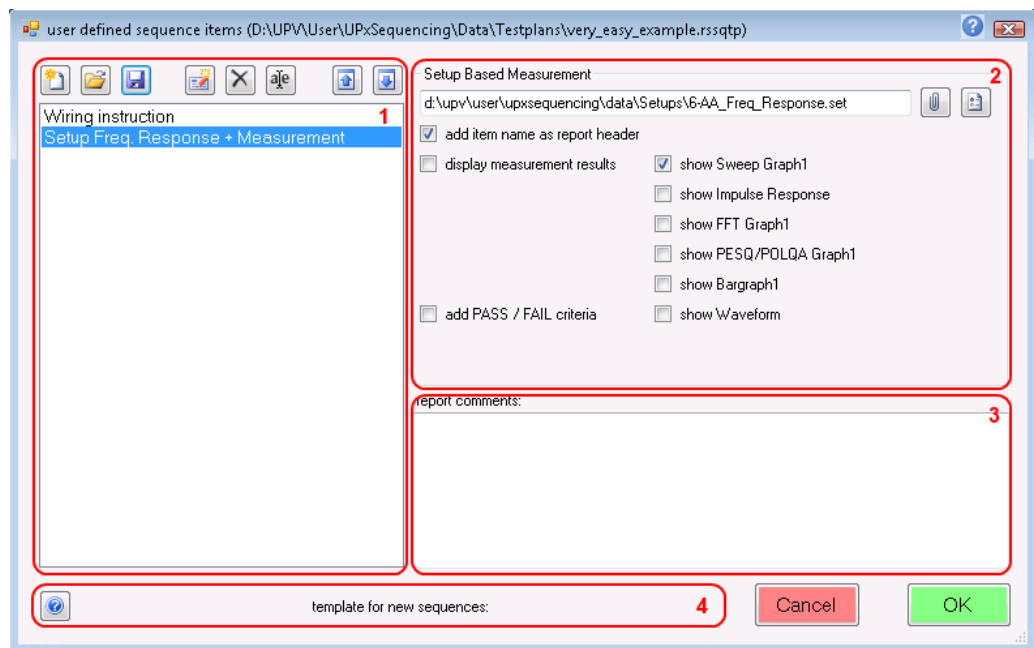 user defined sequence items (D:\UPV\User\UPxSequencing\Data\Testplans\very_easy_example.rssqtp)
aje
1
Wiring instruction
Setup Freq. Response + Measurement
Setup Based Measurement
2
d:\upv\user\upxsequencing\data\Setups\6-AA_Freq_Response.set
add item name as report header
display measurement results
show Sweep Graph1
show Impulse Response
show FFT Graph1
show PESQ/POLQA Graph1
show Bargraph1
add PASS / FAIL criteria
show Waveform
report comments:
3
template for new sequences:
4
Cancel
OK